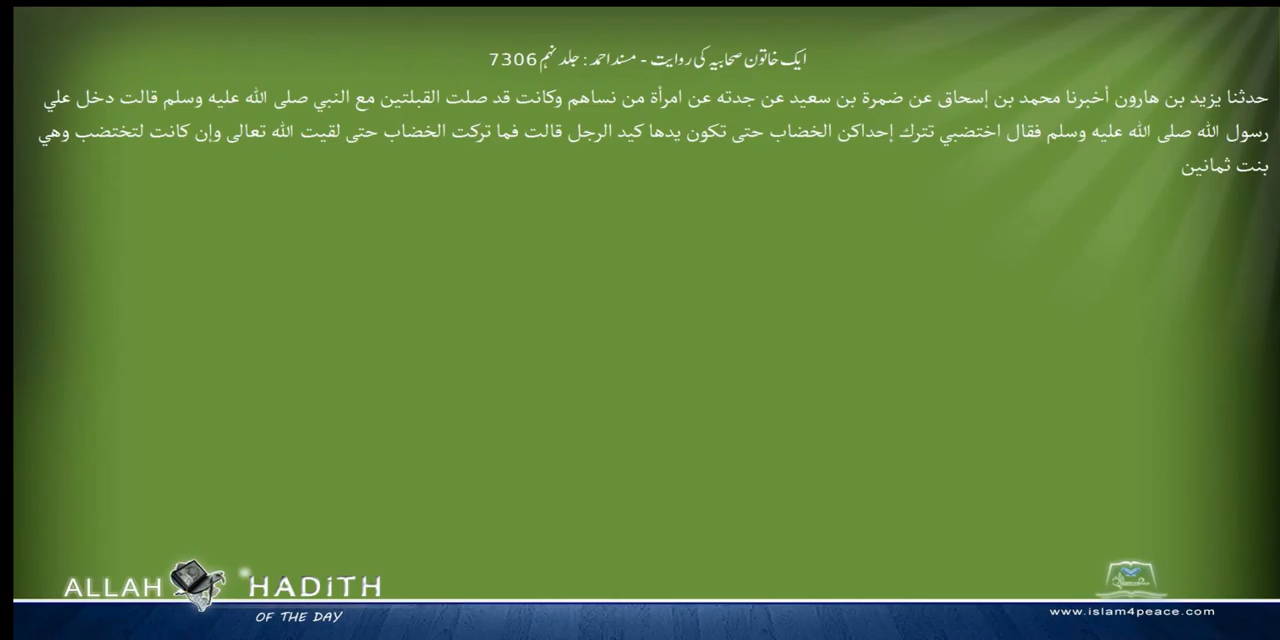 ایک خاتون صحابیہ کی روایت - مسند احمد : جلد نہم 7306
حدثنا يزيد بن هارون أخبرنا محمد بن إسحاق عن ضمرة بن سعيد عن جدته عن امرأة من نساهم وكانت قد صلت القبلتين مع النبي صلى الله عليه وسلم قالت دخل علي
رسول الله صلى الله عليه وسلم فقال اختضبي تترك إحداكن الخضاب حتى تكون يدها كيد الرجل قالت فما تركت الخضاب حتى لقيت الله تعالى وإن كانت لتختضب وهي
بنت ثمانين
ALLAH HADITH
OF THE DAY
www.islam4peace.com